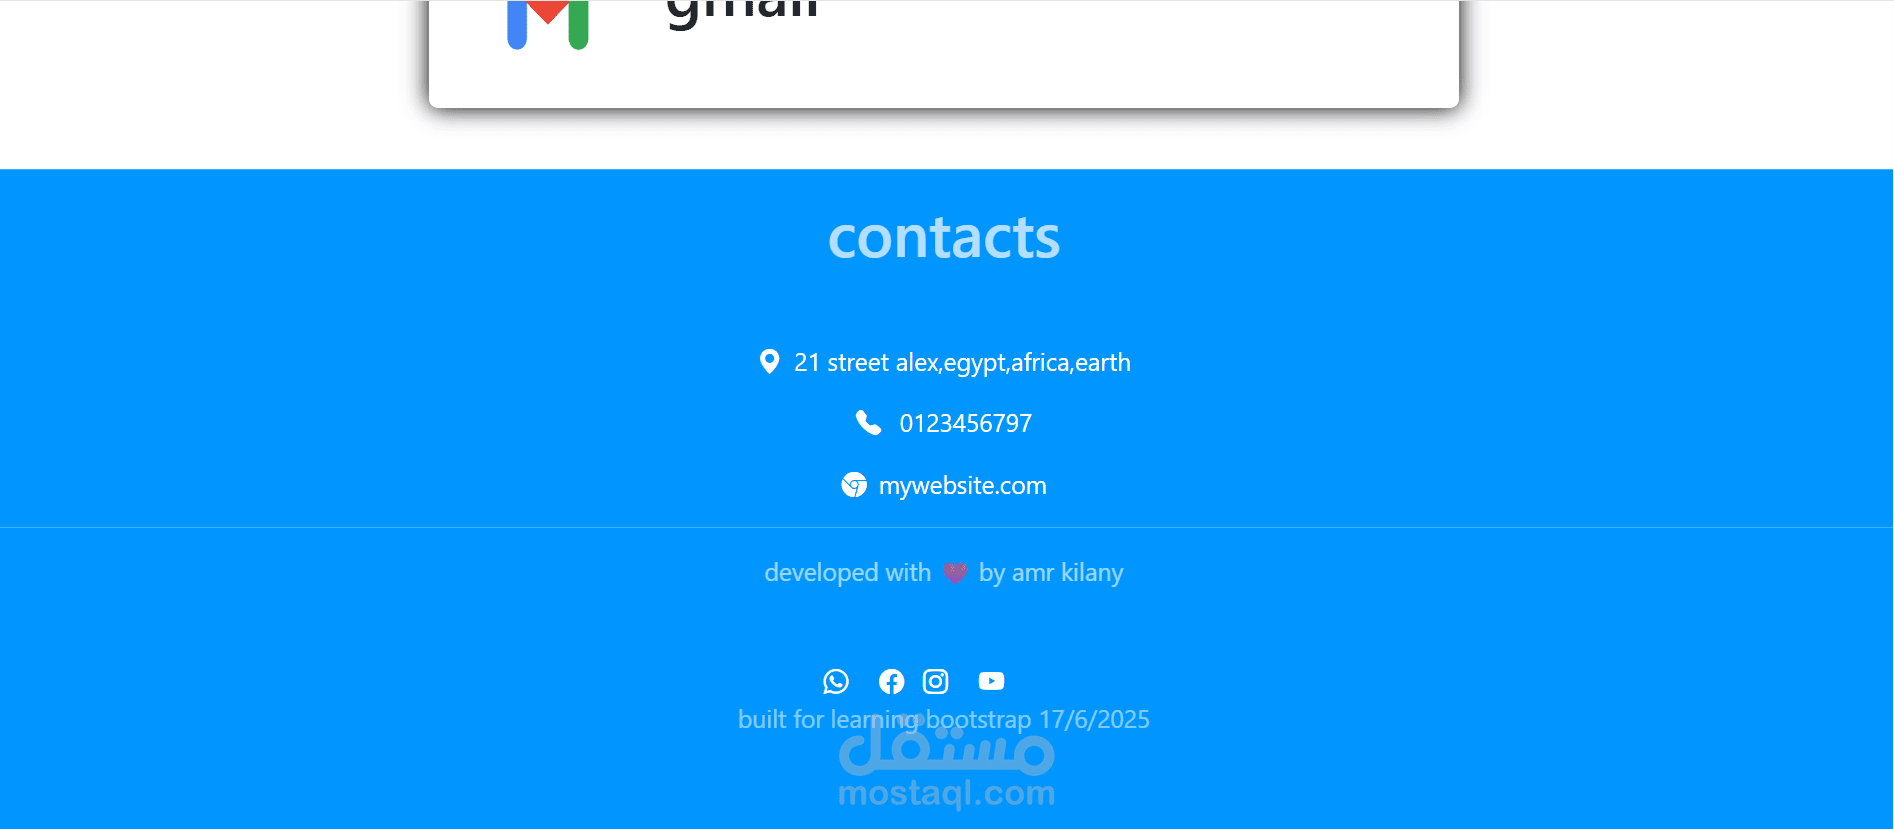 gmail
contacts
21 street alex,egypt,africa,earth
0123456797
mywebsite.com
developed with by amr kilany
built for learning bootstrap 17/6/2025
مستقل
mostaql.com